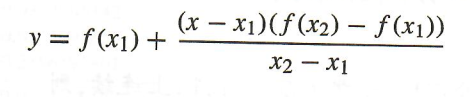 y = f(x₁) + (x − x₁)(f(x₂) − f(x₁)) / x₂ − x₁